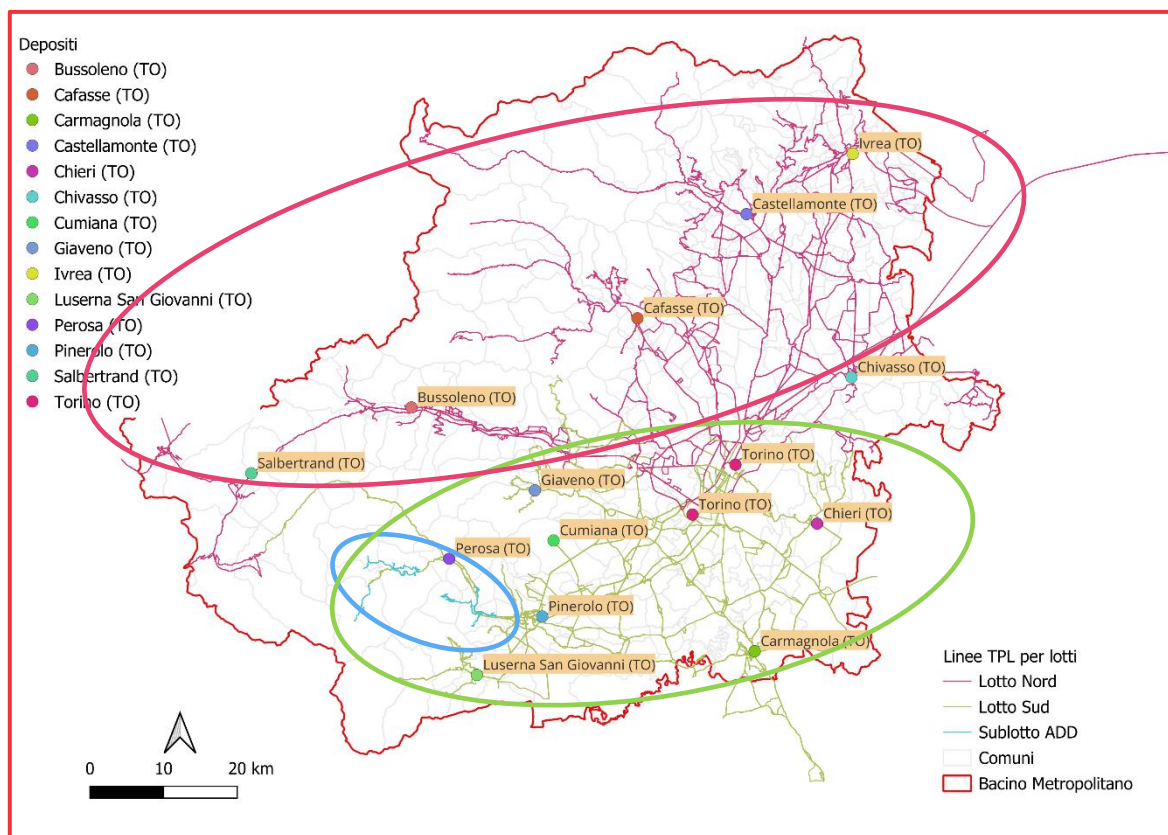 Depositi
Bussoleno (TO)
Cafasse (TO)
Carmagnola (TO)
Castellamonte (TO)
Chieri (TO)
Chivasso (TO)
Cumiana (TO)
Giaveno (TO)
Ivrea (TO)
Luserna San Giovanni (TO)
Perosa (TO)
Pinerolo (TO)
Salbertrand (TO)
Torino (TO)
Ivrea (TO)
Castellamonte (TO)
Cafasse (TO)
Chivasso (TO)
Bussoleno (TO)
Torino (TO)
Salbertrand (TO)
Giaveno (TO)
Torino (TO)
Chieri (TO)
Cumiana (TO)
Perosa (TO)
Pinerolo (TO)
Carmagnola (TO)
Luserna San Giovanni (TO)
Linee TPL per lotti
Lotto Nord
Lotto Sud
Sublotto ADD
Comuni
Bacino Metropolitano
0 10 20 km